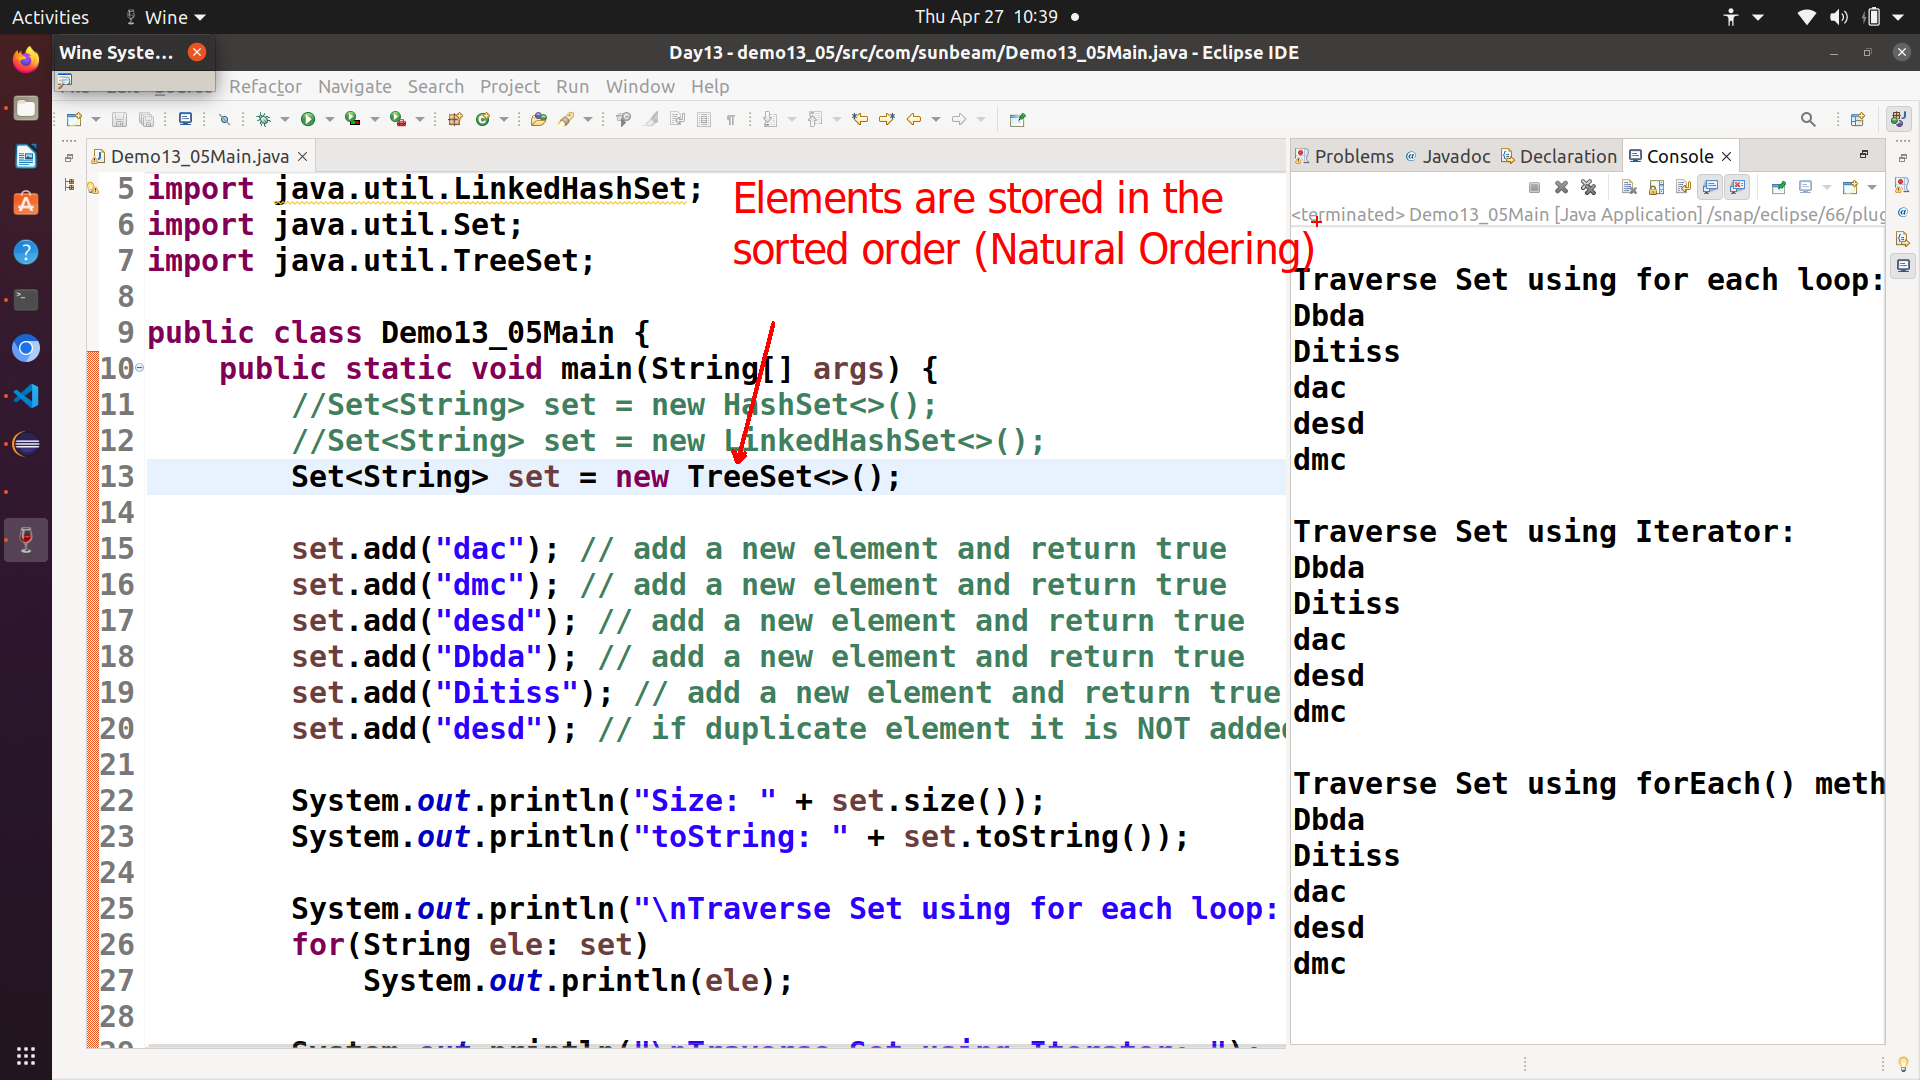 Activities Wine Thu Apr 27 10:39
Wine Syste... Day13 - demo13_05/src/com/sunbeam/Demo13_05Main.java - Eclipse IDE
Refactor Navigate Search Project Run Window Help
Demo13_05Main.java
Problems Javadoc Declaration Console
<terminated> Demo13_05Main [Java Application] /snap/eclipse/66/plug
Elements are stored in the
sorted order (Natural Ordering)
5 import java.util.LinkedHashSet;
6 import java.util.Set;
7 import java.util.TreeSet;
8
9 public class Demo13_05Main {
10 public static void main(String[] args) {
11 //Set<String> set = new HashSet<>();
12 //Set<String> set = new LinkedHashSet<>();
13 Set<String> set = new TreeSet<>();
14
15 set.add("dac"); // add a new element and return true
16 set.add("dmc"); // add a new element and return true
17 set.add("desd"); // add a new element and return true
18 set.add("Dbda"); // add a new element and return true
19 set.add("Ditiss"); // add a new element and return true
20 set.add("desd"); // if duplicate element it is NOT added
21
22 System.out.println("Size: " + set.size());
23 System.out.println("toString: " + set.toString());
24
25 System.out.println("\nTraverse Set using for each loop:
26 for(String ele: set)
27 System.out.println(ele);
28
29 System.out.println("\nTraverse Set using Iterator: ");
Traverse Set using for each loop:
Dbda
Ditiss
dac
desd
dmc
Traverse Set using Iterator:
Dbda
Ditiss
dac
desd
dmc
Traverse Set using forEach() meth
Dbda
Ditiss
dac
desd
dmc